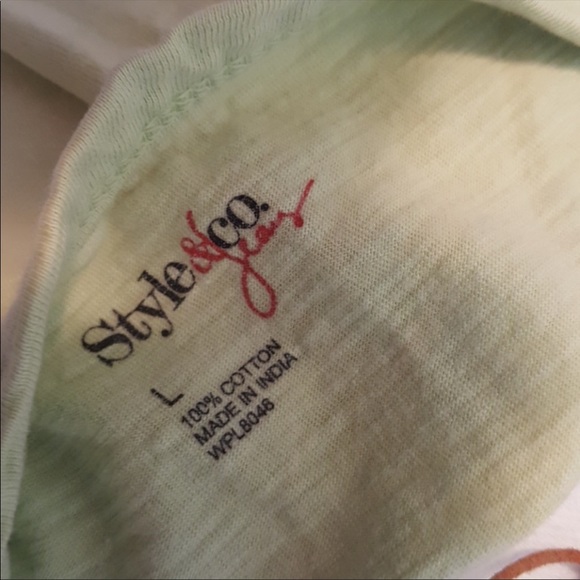 Style&co.
Jeans
L
100% COTTON
MADE IN INDIA
WPL8046